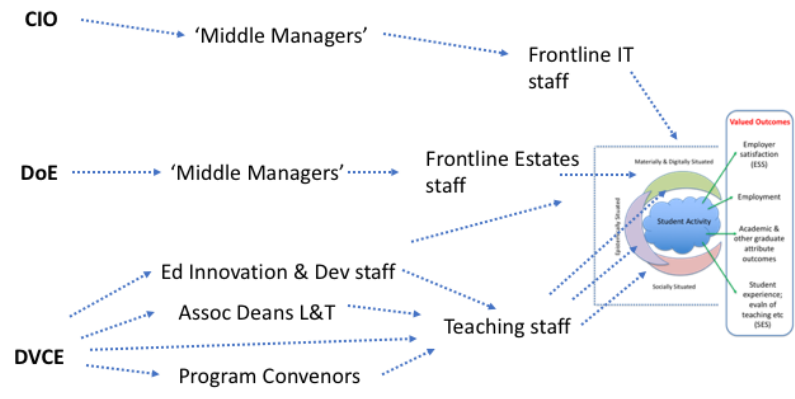 CIO
'Middle Managers'
Frontline IT
staff
DoE
'Middle Managers'
Frontline Estates
staff
Ed Innovation & Dev staff
Assoc Deans L&T
DVCE
Program Convenors
Teaching staff
Materially & Digitally Situated
Epistemically Situated
Student Activity
Socially Situated
Valued Outcomes
Employer
satisfaction
(ESS)
Employment
Academic &
other graduate
attribute
outcomes
Student
experience;
evaln of
teaching etc
(SES)